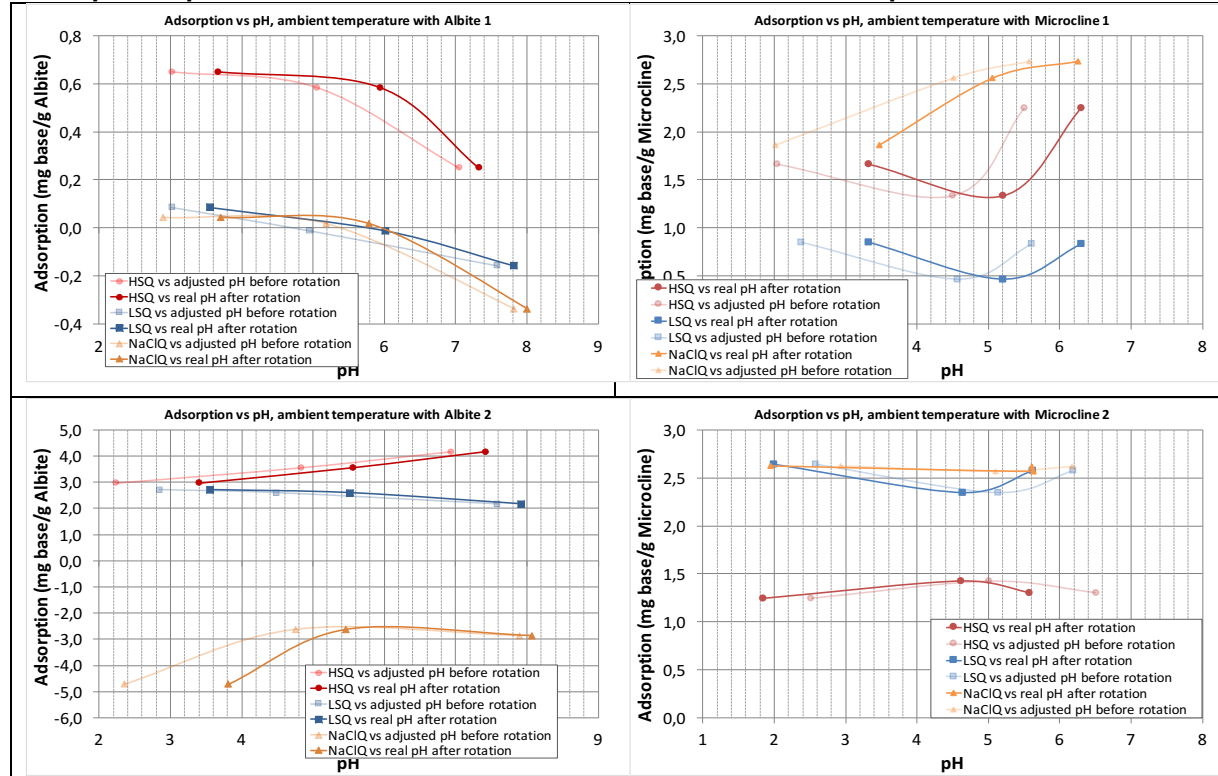 Adsorption vs pH, ambient temperature with Albite 1
Adsorption (mg base/g Albite)
0,8
0,6
0,4
0,2
0,0
-0,2
-0,4
2
6
7
8
9
pH
HSQ vs adjusted pH before rotation
HSQ vs real pH after rotation
LSQ vs adjusted pH before rotation
LSQ vs real pH after rotation
NaClQ vs adjusted pH before rotation
NaClQ vs real pH after rotation
Adsorption vs pH, ambient temperature with Microcline 1
ption (mg base/g Microcline)
3,0
2,5
2,0
1,5
1,0
0,5
4
5
6
7
8
pH
HSQ vs real pH after rotation
HSQ vs adjusted pH before rotation
LSQ vs real pH after rotation
LSQ vs adjusted pH before rotation
NaClQ vs real pH after rotation
NaClQ vs adjusted pH before rotation
Adsorption vs pH, ambient temperature with Albite 2
Adsorption (mg base/g Albite)
5,0
4,0
3,0
2,0
1,0
0,0
-1,0
-2,0
-3,0
-4,0
-5,0
-6,0
2
4
9
pH
HSQ vs adjusted pH before rotation
HSQ vs real pH after rotation
LSQ vs adjusted pH before rotation
LSQ vs real pH after rotation
NaClQ vs adjusted pH before rotation
NaClQ vs real pH after rotation
Adsorption vs pH, ambient temperature with Microcline 2
Adsorption (mg base/g Microcline)
3,0
2,5
2,0
1,5
1,0
0,5
0,0
1
2
3
4
5
6
7
8
pH
HSQ vs real pH after rotation
HSQ vs adjusted pH before rotation
LSQ vs real pH after rotation
LSQ vs adjusted pH before rotation
NaClQ vs real pH after rotation
NaClQ vs adjusted pH before rotation